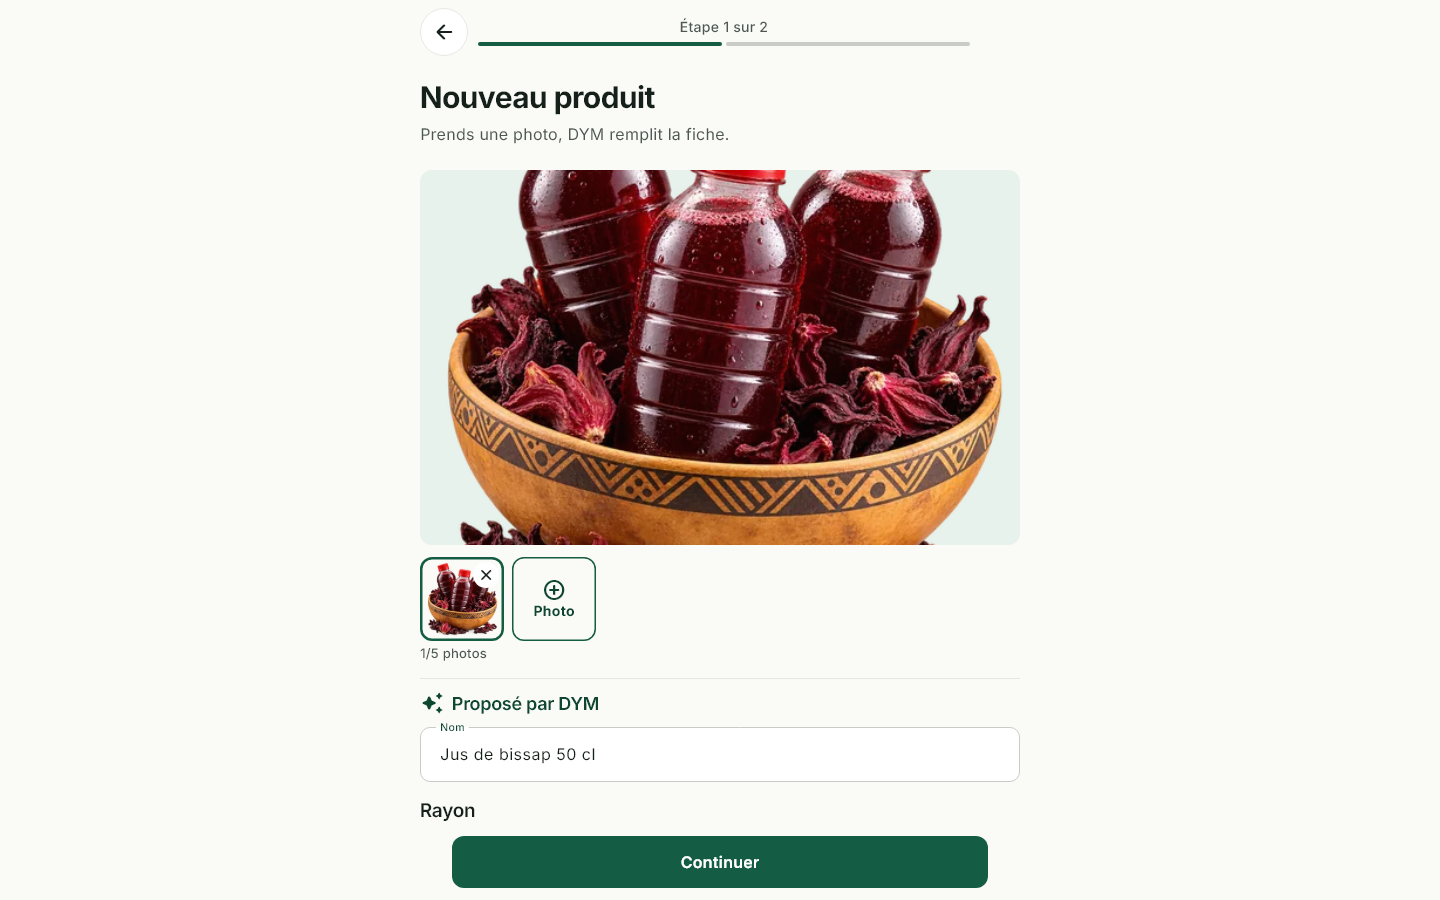 Étape 1 sur 2
Nouveau produit
Prends une photo, DYM remplit la fiche.
Photo
1/5 photos
Proposé par DYM
Nom
Jus de bissap 50 cl
Rayon
Continuer